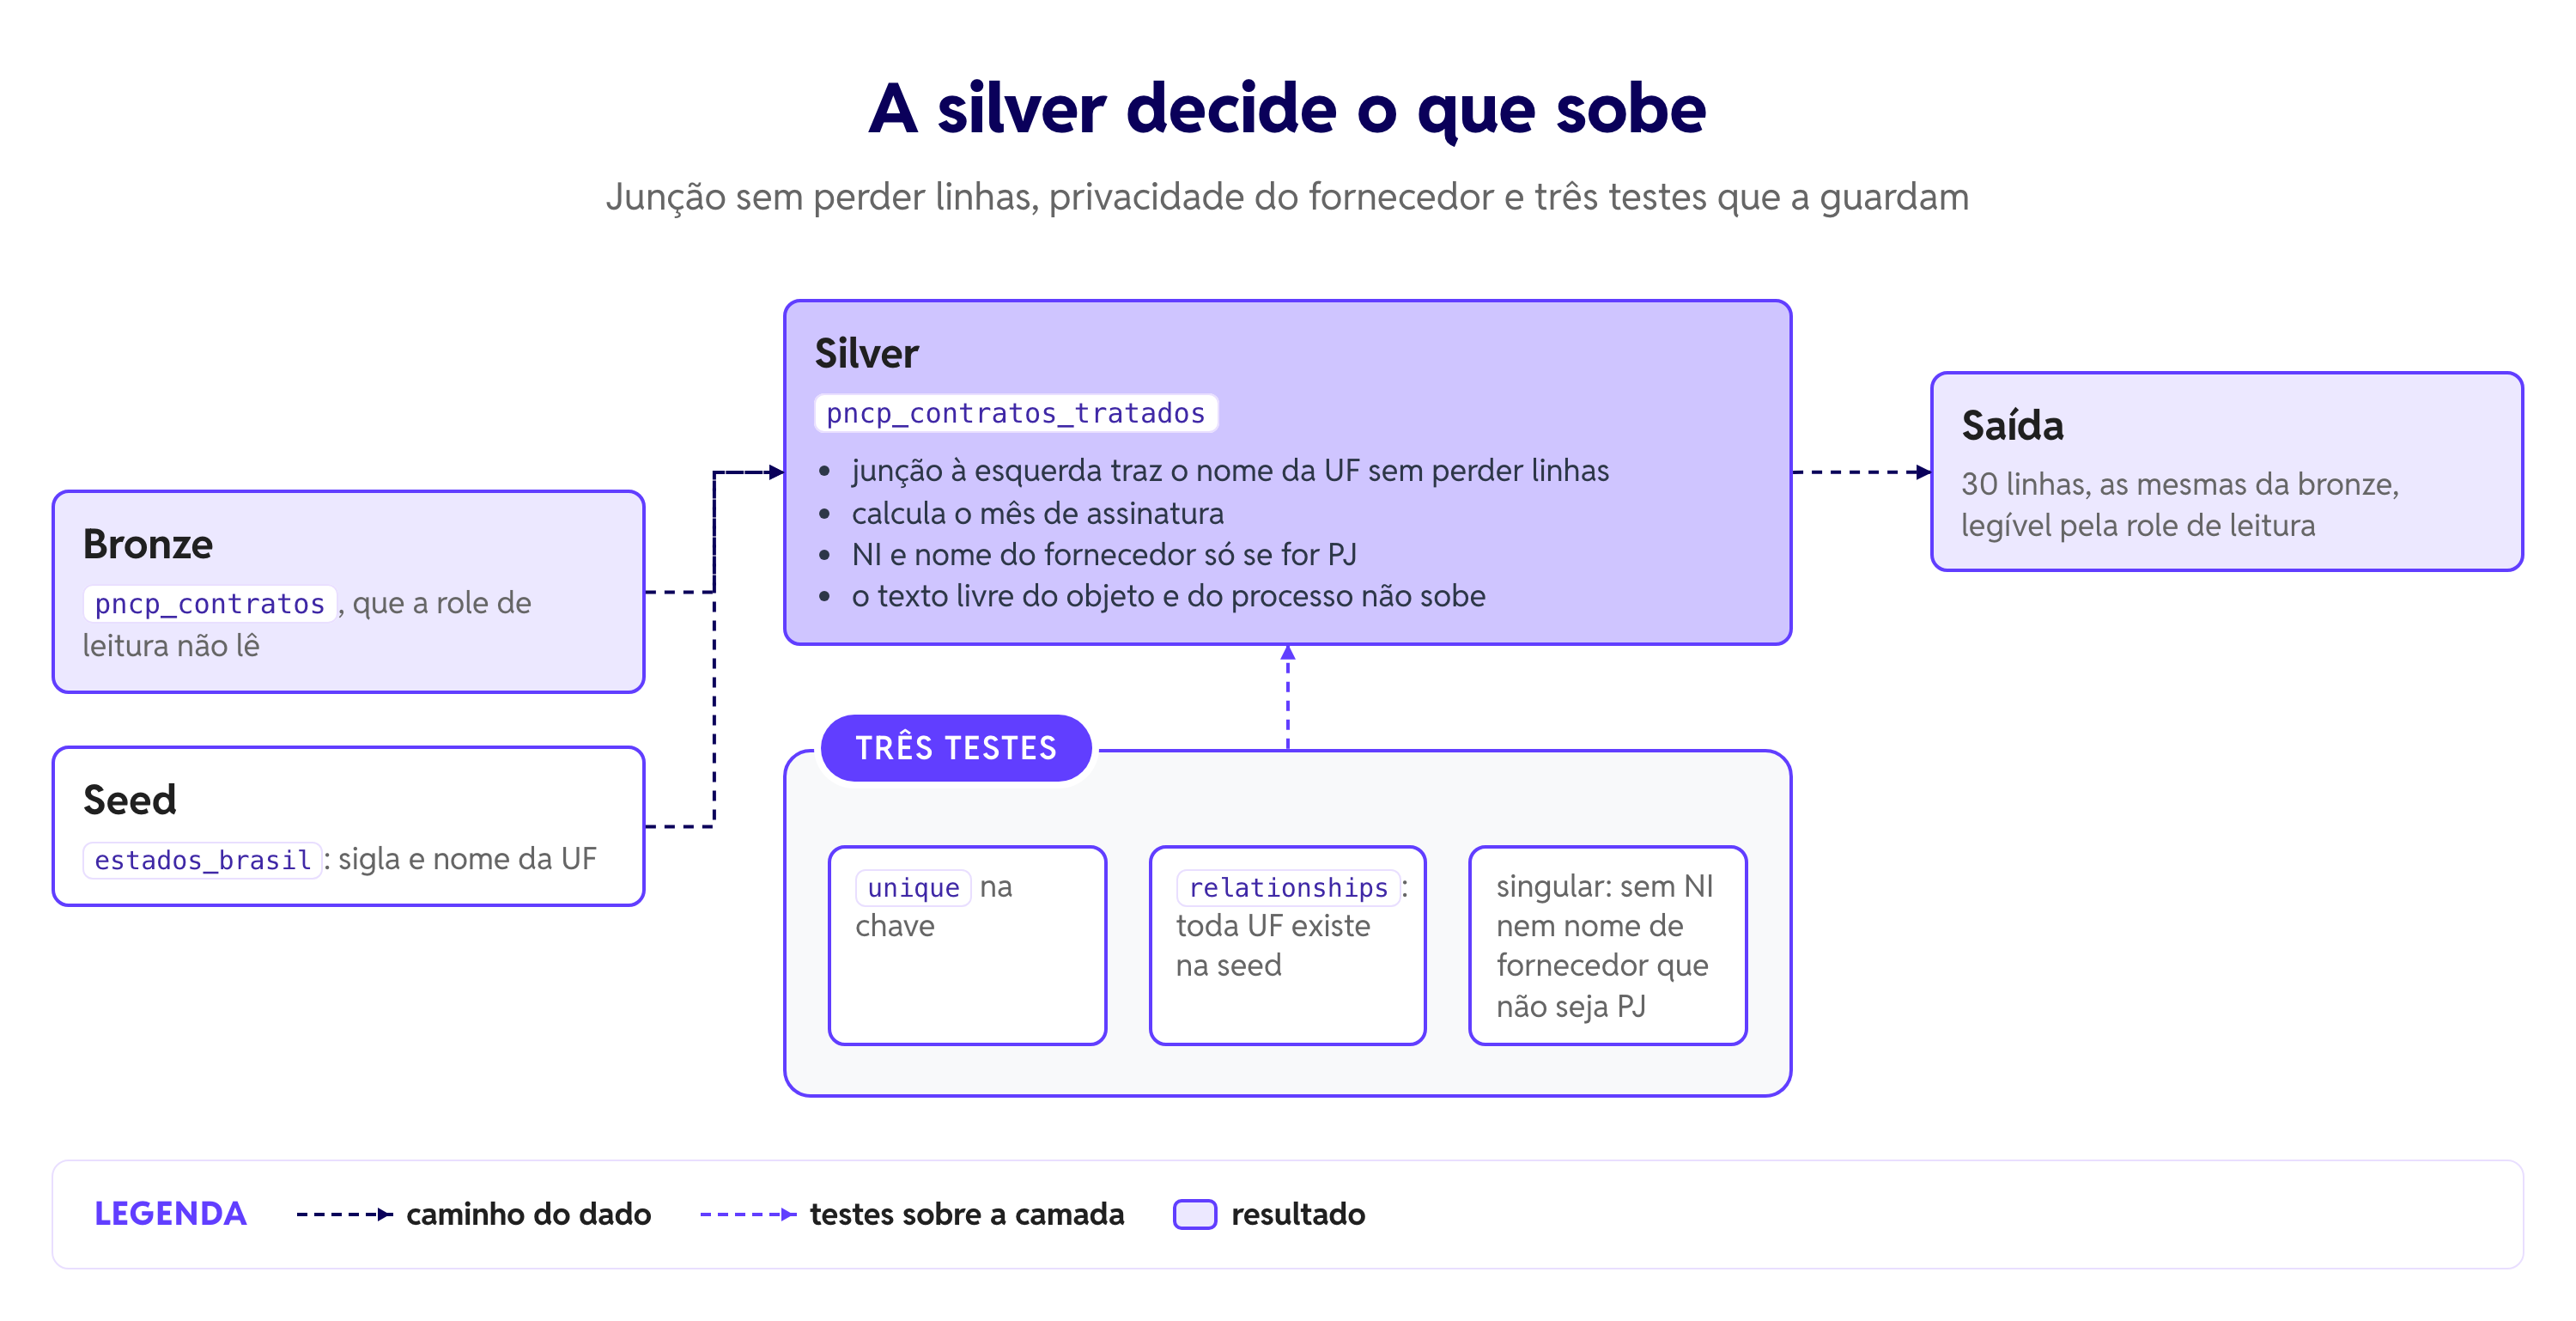 A silver decide o que sobe
Junção sem perder linhas, privacidade do fornecedor e três testes que a guardam
Bronze
pncp_contratos, que a role de
leitura não lê
Seed
estados_brasil: sigla e nome da UF
Silver
pncp_contratos_tratados
• junção à esquerda traz o nome da UF sem perder linhas
• calcula o mês de assinatura
• NI e nome do fornecedor só se for PJ
• o texto livre do objeto e do processo não sobe
Saída
30 linhas, as mesmas da bronze,
legível pela role de leitura
TRÊS TESTES
unique na
chave
relationships:
toda UF existe
na seed
singular: sem NI
nem nome de
fornecedor que
não seja PJ
LEGENDA
caminho do dado
testes sobre a camada
resultado